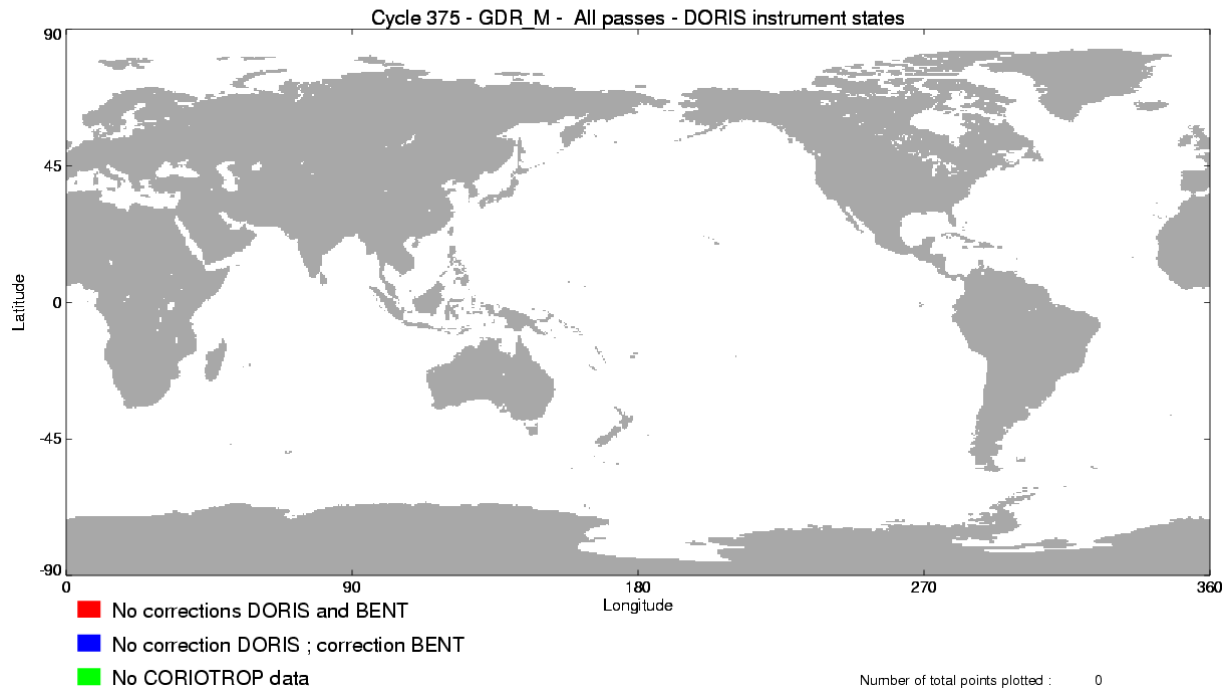 Cycle 375 - GDR_M - All passes - DORIS instrument states
90
45
0
-45
-90
Latitude
0 90 180 270 360
Longitude
No corrections DORIS and BENT
No correction DORIS ; correction BENT
No CORIOTROP data
Number of total points plotted : 0